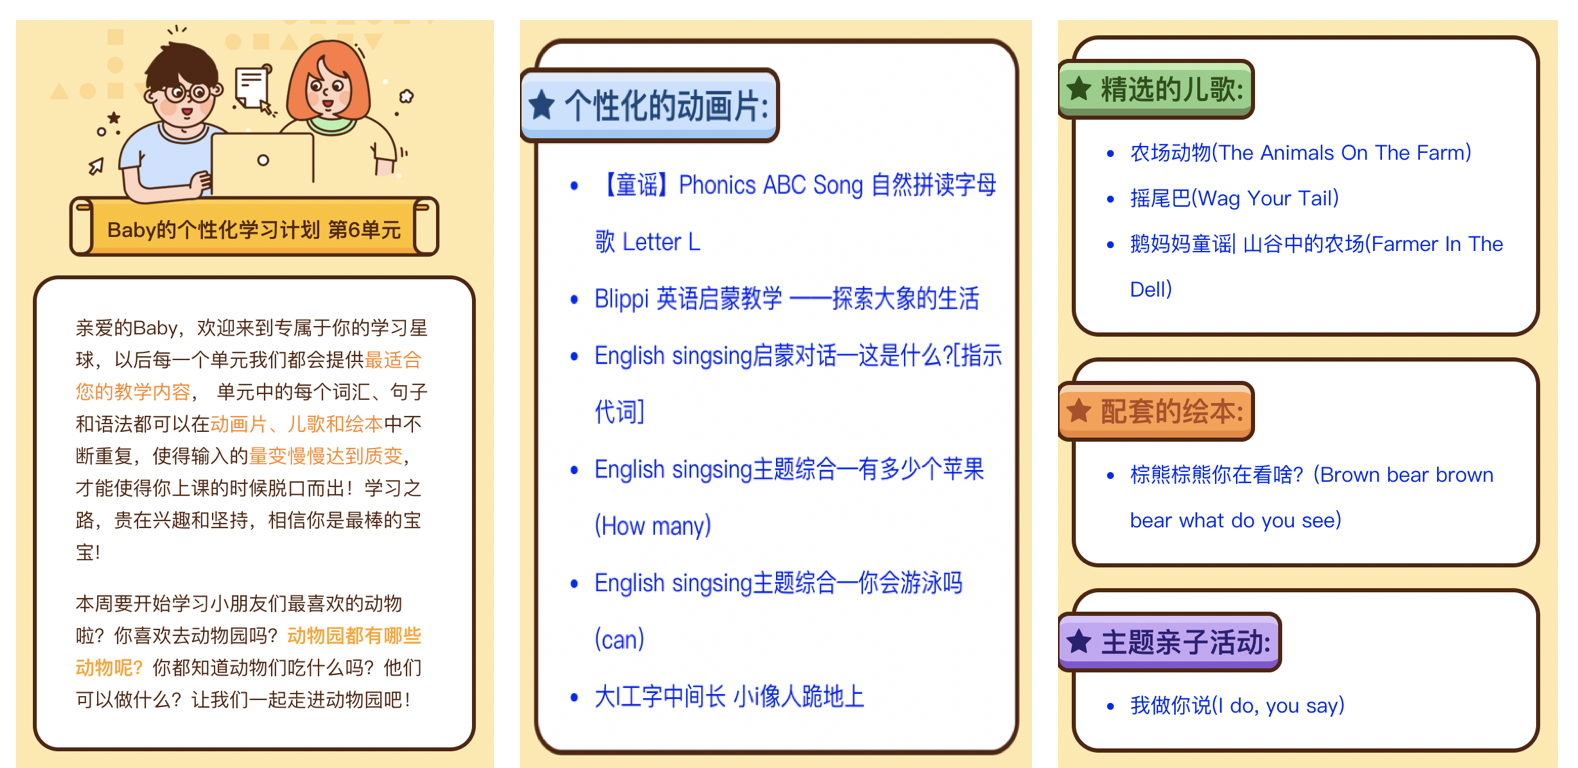 Baby的个性化学习计划 第6单元
亲爱的Baby，欢迎来到专属于你的学习星
球，以后每一个单元我们都会提供最适合
您的教学内容， 单元中的每个词汇、句子
和语法都可以在动画片、儿歌和绘本中不
断重复，使得输入的量变慢慢达到质变，
才能使得你上课的时候脱口而出！学习之
路，贵在兴趣和坚持，相信你是最棒的宝
宝！
本周要开始学习小朋友们最喜欢的动物
啦？你喜欢去动物园吗？动物园都有哪些
动物呢？你都知道动物们吃什么吗？他们
可以做什么？让我们一起走进动物园吧！
个性化的动画片:
【童谣】Phonics ABC Song 自然拼读字母
歌 Letter L
Blippi 英语启蒙教学 ——探索大象的生活
English singsing启蒙对话—这是什么?[指示
代词]
English singsing主题综合—有多少个苹果
(How many)
English singsing主题综合—你会游泳吗
(can)
大I工字中间长 小i像人跪地上
精选的儿歌:
农场动物(The Animals On The Farm)
摇尾巴(Wag Your Tail)
鹅妈妈童谣| 山谷中的农场(Farmer In The
Dell)
配套的绘本:
棕熊棕熊你在看啥？(Brown bear brown
bear what do you see)
主题亲子活动:
我做你说(I do, you say)